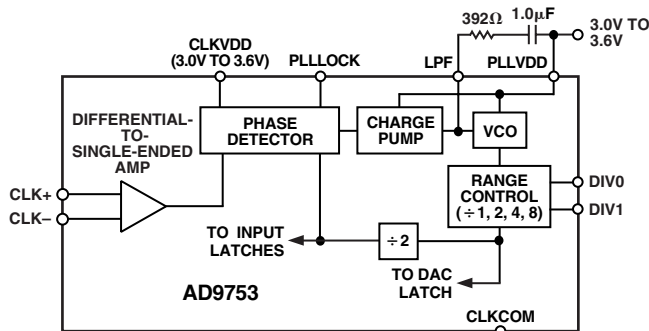 392Ω
1.0μF
3.0V TO
3.6V
CLKVDD
(3.0V TO 3.6V)
PLLLOCK
LPF
PLLVDD
DIFFERENTIAL-
TO-
SINGLE-ENDED
AMP
PHASE
DETECTOR
CHARGE
PUMP
VCO
CLK+
CLK–
RANGE
CONTROL
(÷1, 2, 4, 8)
DIV0
DIV1
TO INPUT
LATCHES
÷2
TO DAC
LATCH
AD9753
CLKCOM